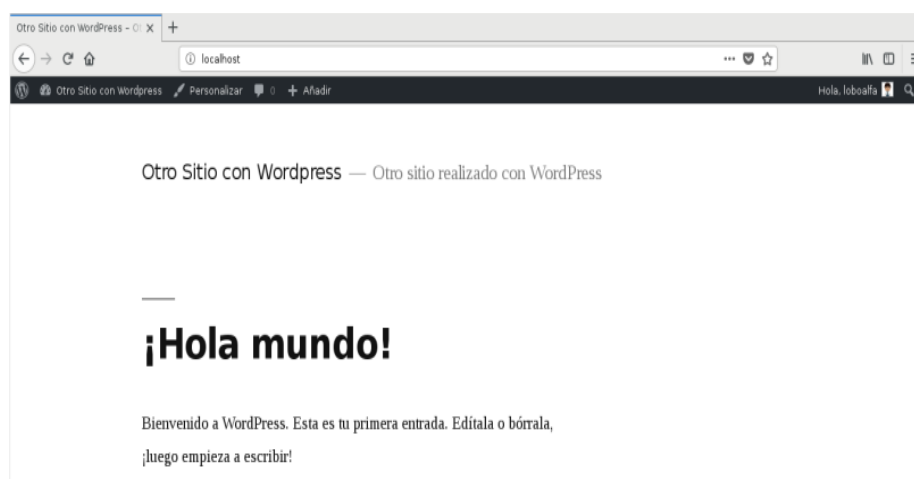 Otro Sitio con WordPress - O
localhost
Otro Sitio con Wordpress Personalizar 0 Añadir Hola, loboalfa
Otro Sitio con Wordpress — Otro sitio realizado con WordPress
¡Hola mundo!
Bienvenido a WordPress. Esta es tu primera entrada. Edítala o bórrala,
¡luego empieza a escribir!